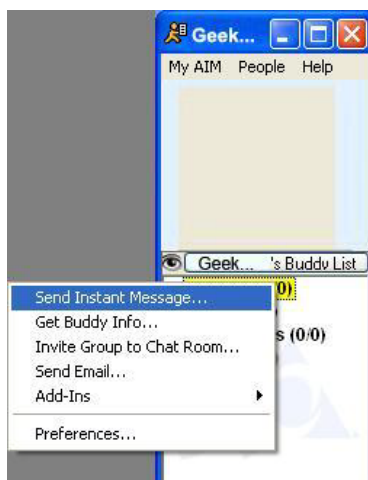 Geek...
My AIM People Help
Geek... 's Buddy List
0)
s (0/0)
Send Instant Message...
Get Buddy Info...
Invite Group to Chat Room...
Send Email...
Add-Ins
Preferences...